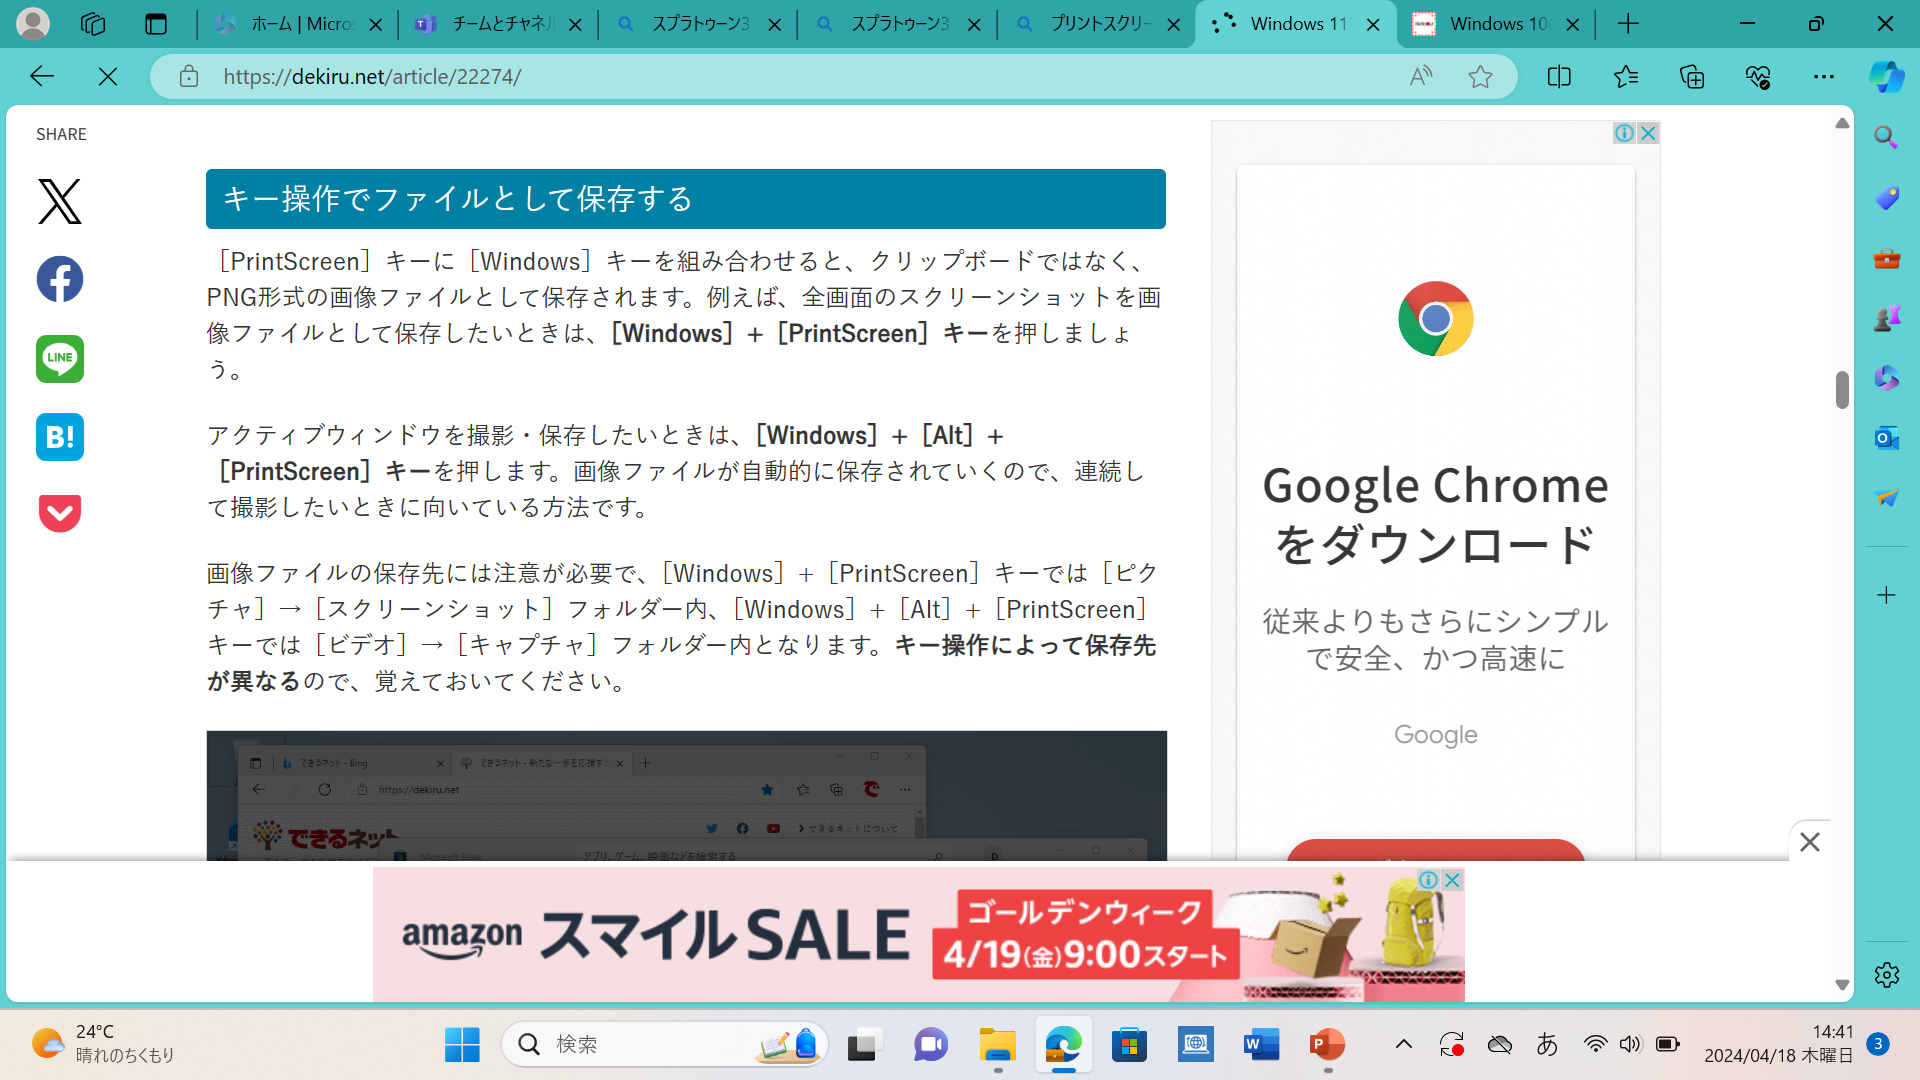 ホーム | Micro
チームとチャネル
スプラトゥーン3
スプラトゥーン3
プリントスクリー
Windows 11
Windows 10
https://dekiru.net/article/22274/
SHARE
キー操作でファイルとして保存する
［PrintScreen］キーに［Windows］キーを組み合わせると、クリップボードではなく、
PNG形式の画像ファイルとして保存されます。例えば、全画面のスクリーンショットを画
像ファイルとして保存したいときは、［Windows］+［PrintScreen］キーを押しましょ
う。
アクティブウィンドウを撮影・保存したいときは、［Windows］+［Alt］+
［PrintScreen］キーを押します。画像ファイルが自動的に保存されていくので、連続し
て撮影したいときに向いている方法です。
画像ファイルの保存先には注意が必要で、［Windows］+［PrintScreen］キーでは［ピク
チャ］→［スクリーンショット］フォルダー内、［Windows］+［Alt］+［PrintScreen］
キーでは［ビデオ］→［キャプチャ］フォルダー内となります。キー操作によって保存先
が異なるので、覚えておいてください。
LINE
B!
できるネット - Bing
できるネット - 新たな一歩を応援する
https://dekiru.net
できるネット
できるネットについて
Microsoft Store
アプリ、ゲーム、映画などを検索する
Google Chrome
をダウンロード
従来よりもさらにシンプル
で安全、かつ高速に
Google
amazon スマイルSALE
ゴールデンウィーク
4/19(金)9:00スタート
24°C
晴れのちくもり
検索
あ
14:41
2024/04/18 木曜日
3